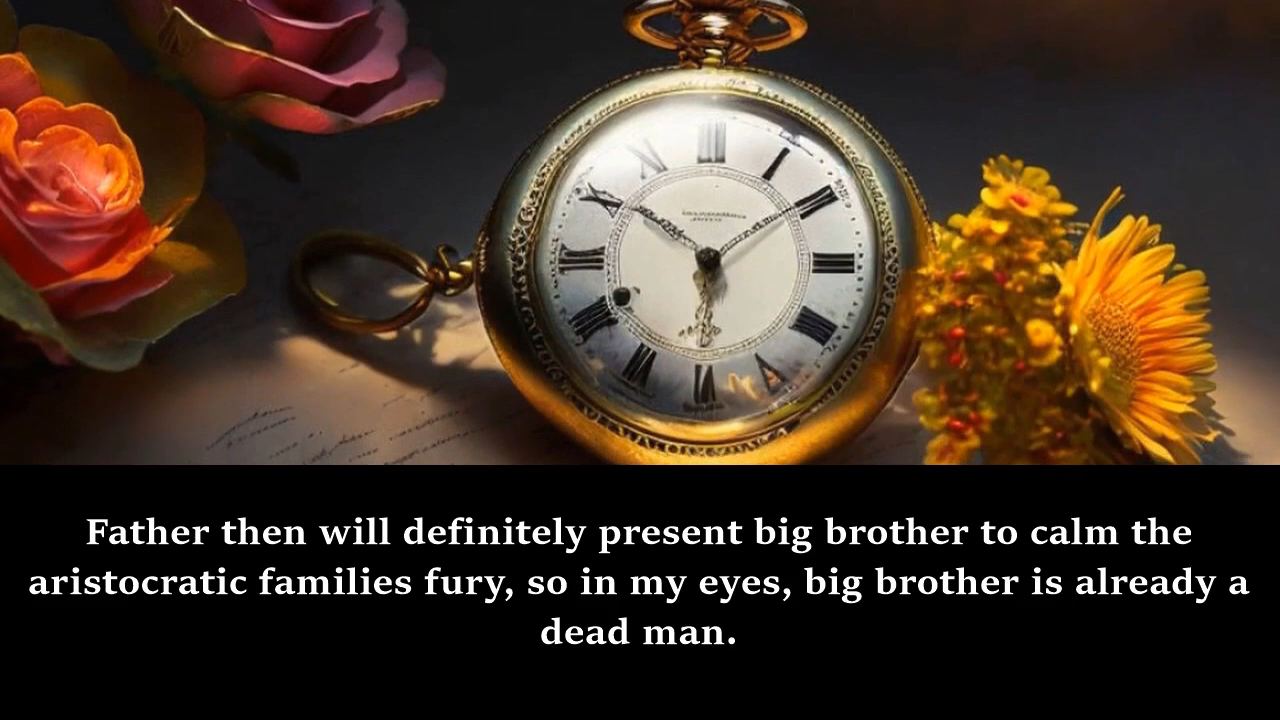 Father then will definitely present big brother to calm the
aristocratic families fury, so in my eyes, big brother is already a
dead man.